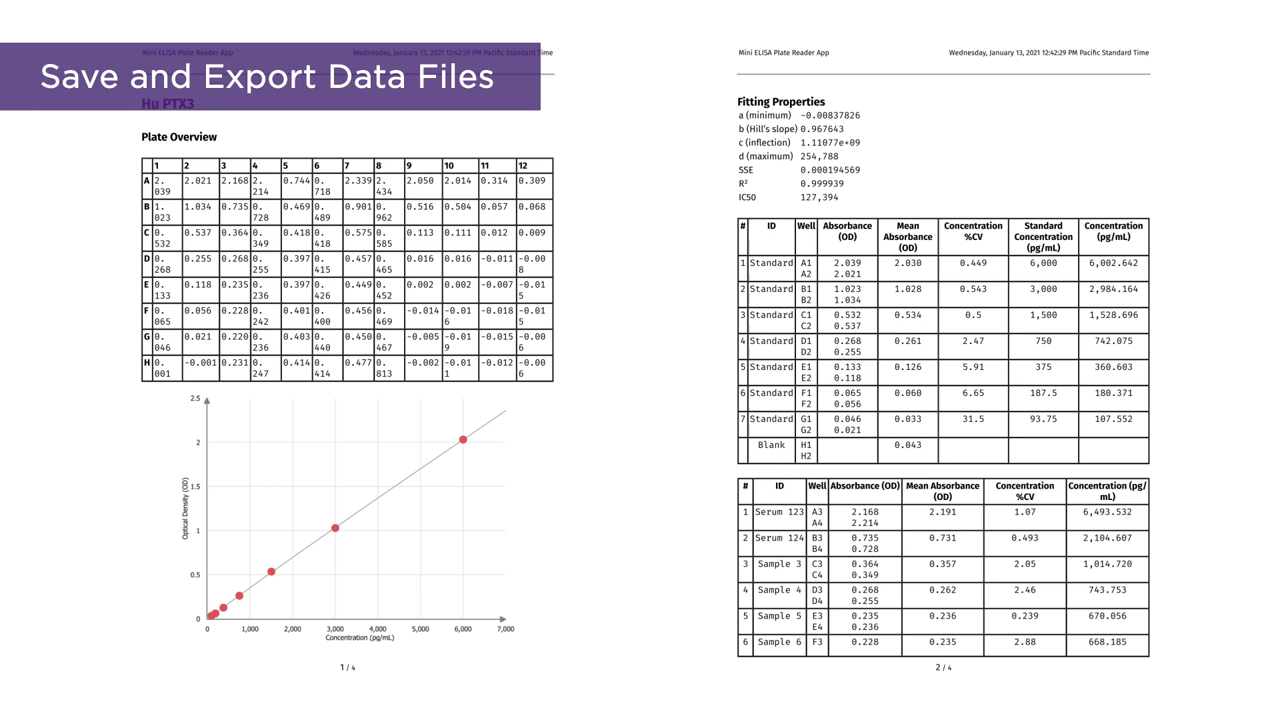 Mini ELISA Plate Reader App Wednesday, January 13, 2021 12:42:29 PM Pacific Standard Time
Save and Export Data Files
Hu PTX3
Plate Overview
1 2 3 4 5 6 7 8 9 10 11 12
A 2.039 2.021 2.168 2.214 0.744 0.718 2.339 2.434 2.050 2.014 0.314 0.309
B 1.023 1.034 0.735 0.728 0.469 0.489 0.901 0.962 0.516 0.504 0.057 0.068
C 0.532 0.537 0.364 0.349 0.418 0.418 0.575 0.585 0.113 0.111 0.012 0.009
D 0.268 0.255 0.268 0.255 0.397 0.415 0.457 0.465 0.016 0.016 -0.011 -0.008
E 0.133 0.118 0.235 0.236 0.397 0.426 0.449 0.452 0.002 0.002 -0.007 -0.015
F 0.065 0.056 0.228 0.242 0.401 0.400 0.456 0.469 -0.014 -0.016 -0.018 -0.015
G 0.046 0.021 0.220 0.236 0.403 0.440 0.450 0.467 -0.005 -0.019 -0.015 -0.006
H 0.001 -0.001 0.231 0.247 0.414 0.414 0.477 0.813 -0.002 -0.011 -0.012 -0.006
Optical Density (OD)
2.5
2
1.5
1
0.5
0
0 1,000 2,000 3,000 4,000 5,000 6,000 7,000
Concentration (pg/mL)
1 / 4
Mini ELISA Plate Reader App Wednesday, January 13, 2021 12:42:29 PM Pacific Standard Time
Fitting Properties
a (minimum) -0.00837826
b (Hill's slope) 0.967643
c (inflection) 1.11077e+09
d (maximum) 254,788
SSE 0.000194569
R² 0.999939
IC50 127,394
# ID Well Absorbance (OD) Mean Absorbance (OD) Concentration %CV Standard Concentration (pg/mL) Concentration (pg/mL)
1 Standard A1 2.039 2.030 0.449 6,000 6,002.642
A2 2.021
2 Standard B1 1.023 1.028 0.543 3,000 2,984.164
B2 1.034
3 Standard C1 0.532 0.534 0.5 1,500 1,528.696
C2 0.537
4 Standard D1 0.268 0.261 2.47 750 742.075
D2 0.255
5 Standard E1 0.133 0.126 5.91 375 360.603
E2 0.118
6 Standard F1 0.065 0.060 6.65 187.5 180.371
F2 0.056
7 Standard G1 0.046 0.033 31.5 93.75 107.552
G2 0.021
Blank H1 0.043
H2
# ID Well Absorbance (OD) Mean Absorbance (OD) Concentration %CV Concentration (pg/mL)
1 Serum 123 A3 2.168 2.191 1.07 6,493.532
A4 2.214
2 Serum 124 B3 0.735 0.731 0.493 2,104.607
B4 0.728
3 Sample 3 C3 0.364 0.357 2.05 1,014.720
C4 0.349
4 Sample 4 D3 0.268 0.262 2.46 743.753
D4 0.255
5 Sample 5 E3 0.235 0.236 0.239 670.056
E4 0.236
6 Sample 6 F3 0.228 0.235 2.88 668.185
2 / 4